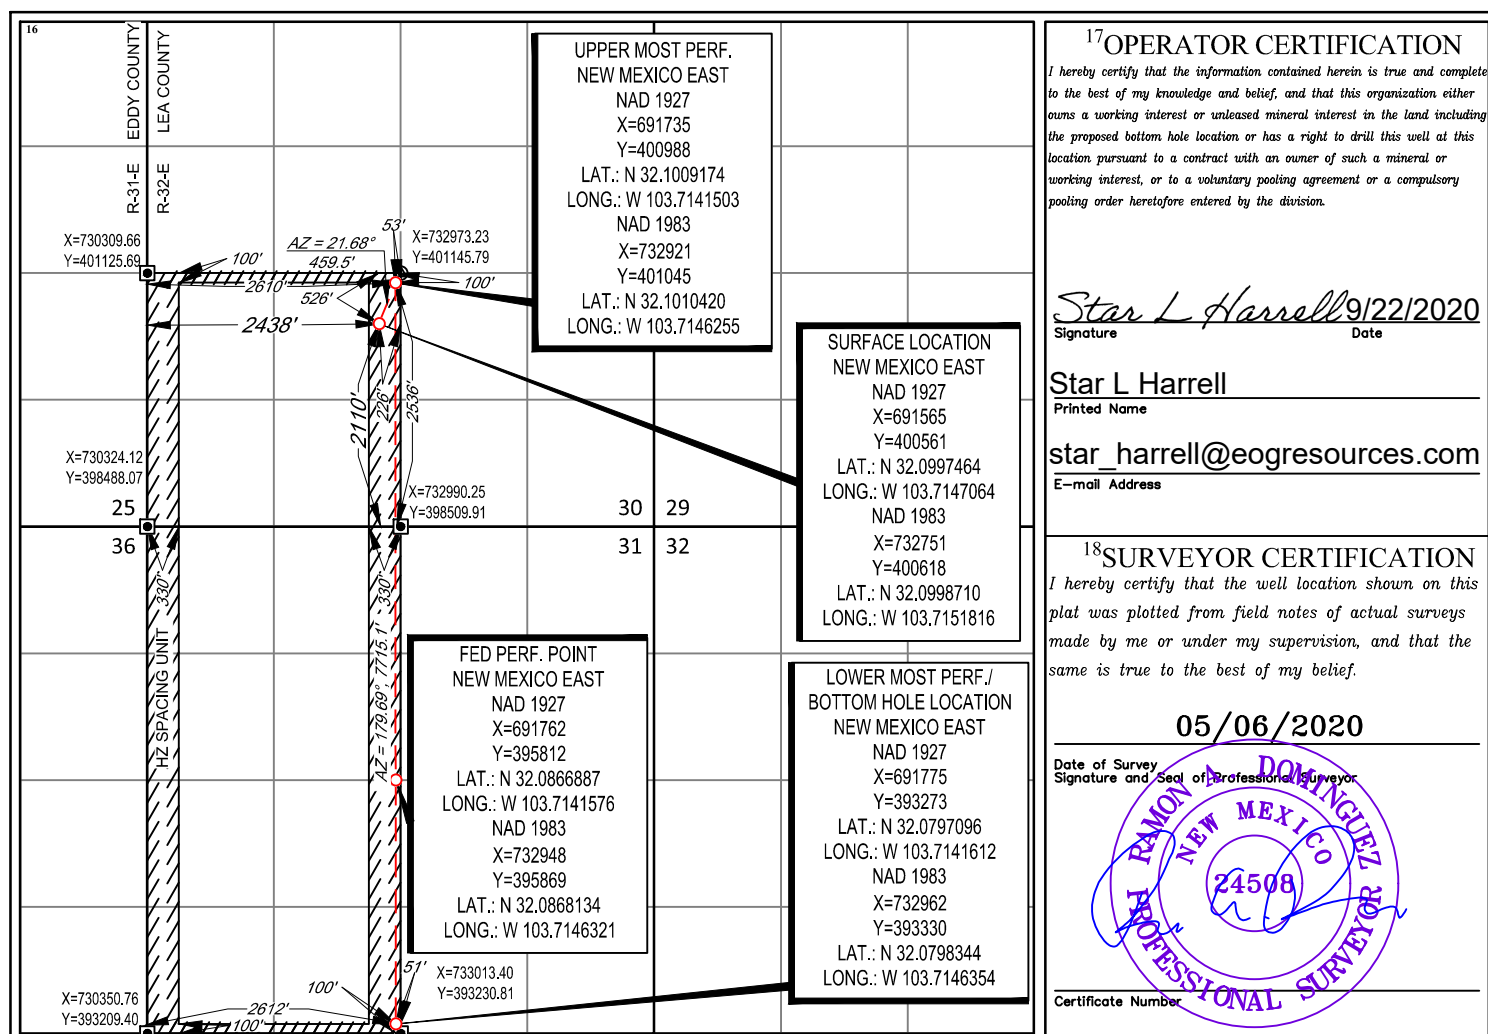 16
EDDY COUNTY
LEA COUNTY
R-31-E
R-32-E
UPPER MOST PERF.
NEW MEXICO EAST
NAD 1927
X=691735
Y=400988
LAT.: N 32.1009174
LONG.: W 103.7141503
NAD 1983
X=732921
Y=401045
LAT.: N 32.1010420
LONG.: W 103.7146255
X=730309.66
Y=401125.69
100'
AZ = 21.68°
459.5'
53'
X=732973.23
Y=401145.79
100'
2610'
526'
2438'
2110'
226'
2536'
SURFACE LOCATION
NEW MEXICO EAST
NAD 1927
X=691565
Y=400561
LAT.: N 32.0997464
LONG.: W 103.7147064
NAD 1983
X=732751
Y=400618
LAT.: N 32.0998710
LONG.: W 103.7151816
X=730324.12
Y=398488.07
X=732990.25
Y=398509.91
25
30
29
36
31
32
330'
330'
HZ SPACING UNIT
AZ = 179.69°, 7715.1'
FED PERF. POINT
NEW MEXICO EAST
NAD 1927
X=691762
Y=395812
LAT.: N 32.0866887
LONG.: W 103.7141576
NAD 1983
X=732948
Y=395869
LAT.: N 32.0868134
LONG.: W 103.7146321
LOWER MOST PERF./
BOTTOM HOLE LOCATION
NEW MEXICO EAST
NAD 1927
X=691775
Y=393273
LAT.: N 32.0797096
LONG.: W 103.7141612
NAD 1983
X=732962
Y=393330
LAT.: N 32.0798344
LONG.: W 103.7146354
51'
X=733013.40
Y=393230.81
100'
X=730350.76
Y=393209.40
2612'
100'
17OPERATOR CERTIFICATION
I hereby certify that the information contained herein is true and complete
to the best of my knowledge and belief, and that this organization either
owns a working interest or unleased mineral interest in the land including
the proposed bottom hole location or has a right to drill this well at this
location pursuant to a contract with an owner of such a mineral or
working interest, or to a voluntary pooling agreement or a compulsory
pooling order heretofore entered by the division.
Star L Harrell 9/22/2020
Signature Date
Star L Harrell
Printed Name
star_harrell@eogresources.com
E-mail Address
18SURVEYOR CERTIFICATION
I hereby certify that the well location shown on this
plat was plotted from field notes of actual surveys
made by me or under my supervision, and that the
same is true to the best of my belief.
05/06/2020
Date of Survey
Signature and Seal of Professional Surveyor
RAMON A. DOMINGUEZ
NEW MEXICO
24508
PROFESSIONAL SURVEYOR
Certificate Number